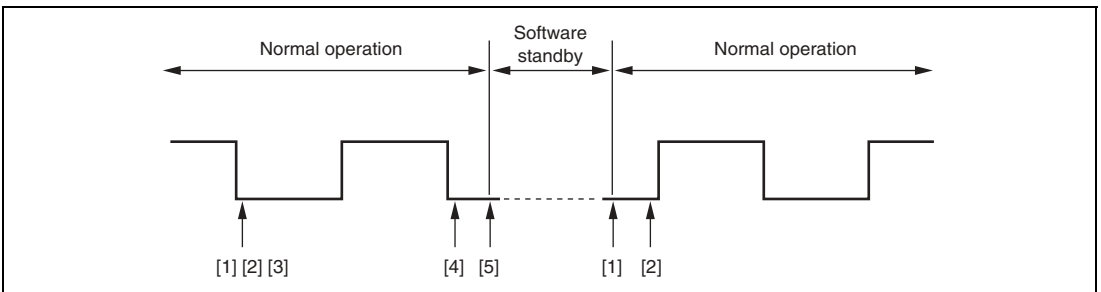 Normal operation
Software
standby
Normal operation
[1] [2] [3]
[4]
[5]
[1]
[2]